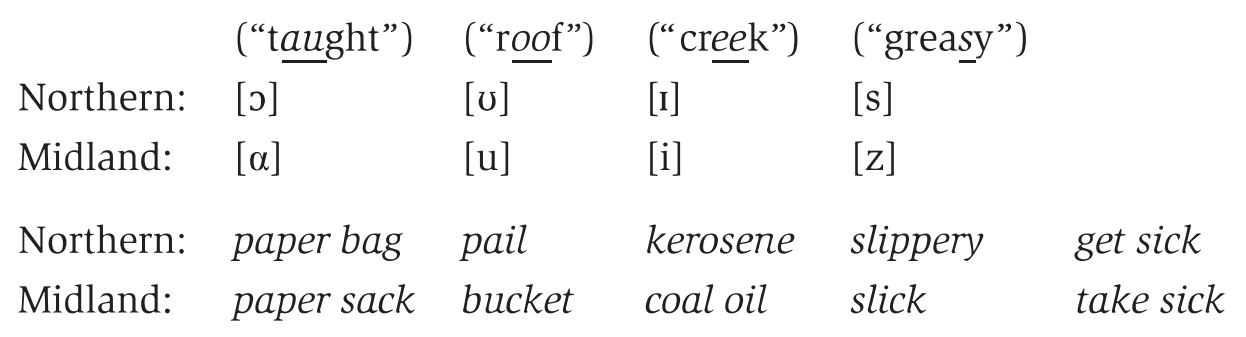 (“taught”) (“roof”) (“creek”) (“greasy”)
Northern: [ɔ] [ʊ] [ɪ] [s]
Midland: [ɑ] [u] [i] [z]
Northern: paper bag pail kerosene slippery get sick
Midland: paper sack bucket coal oil slick take sick